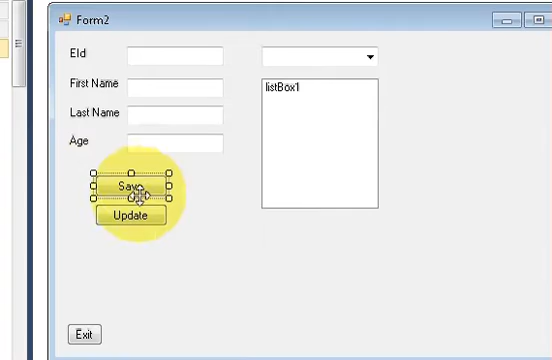 Form2
EId
First Name
listBox1
Last Name
Age
Save
Update
Exit